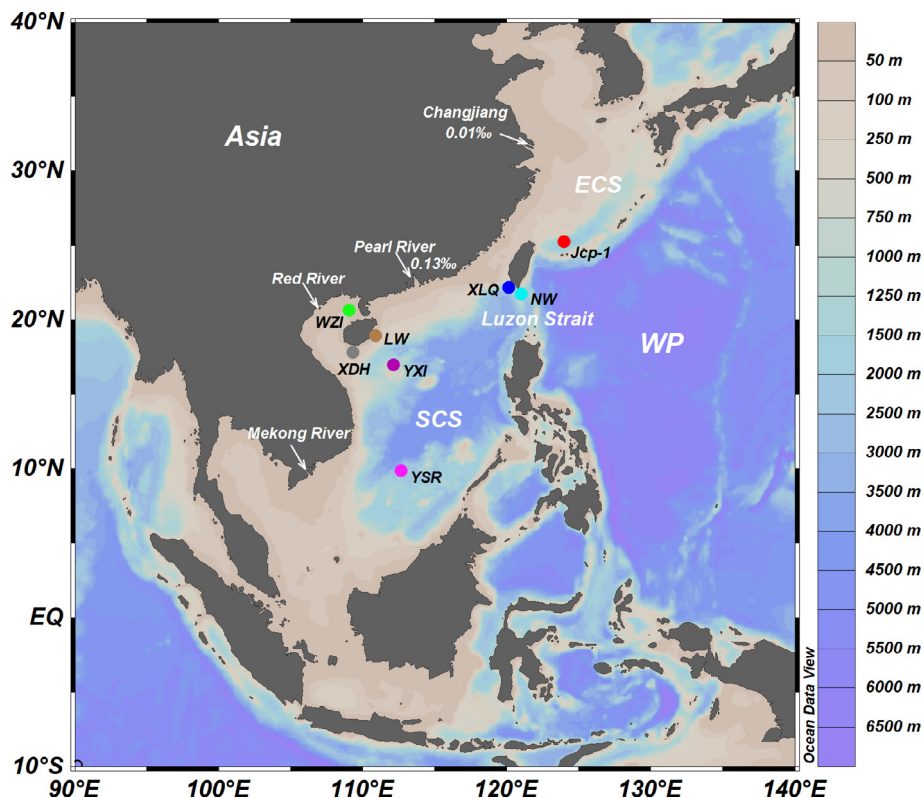 40°N
30°N
20°N
10°N
EQ
10°S
90°E
100°E
110°E
120°E
130°E
140°E
Asia
Changjiang
0.01‰
ECS
Pearl River
0.13‰
Red River
Jcp-1
XLQ
NW
Luzon Strait
WZI
LW
XDH
YXI
WP
SCS
Mekong River
YSR
Ocean Data View
50 m
100 m
250 m
500 m
750 m
1000 m
1250 m
1500 m
2000 m
2500 m
3000 m
3500 m
4000 m
4500 m
5000 m
5500 m
6000 m
6500 m